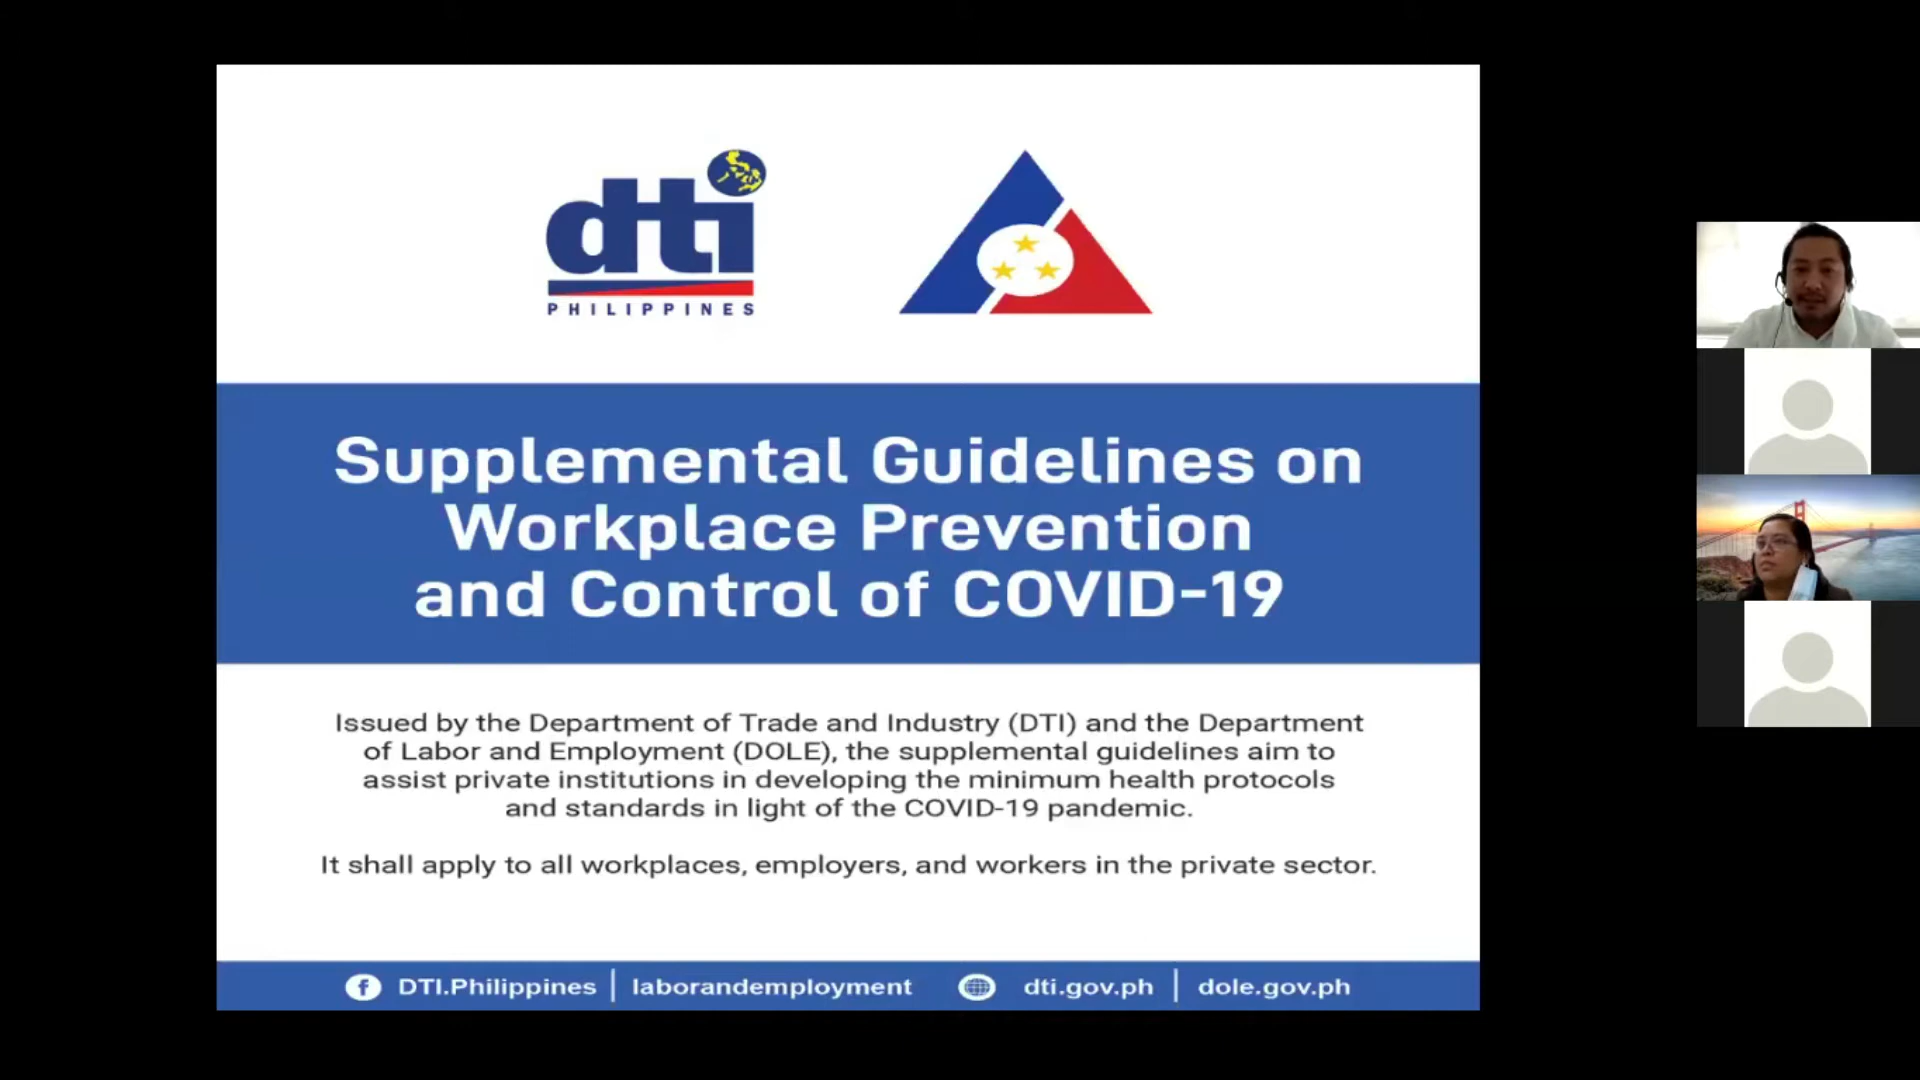 dti
PHILIPPINES
Supplemental Guidelines on
Workplace Prevention
and Control of COVID-19
Issued by the Department of Trade and Industry (DTI) and the Department
of Labor and Employment (DOLE), the supplemental guidelines aim to
assist private institutions in developing the minimum health protocols
and standards in light of the COVID-19 pandemic.
It shall apply to all workplaces, employers, and workers in the private sector.
DTI.Philippines | laborandemployment dti.gov.ph | dole.gov.ph